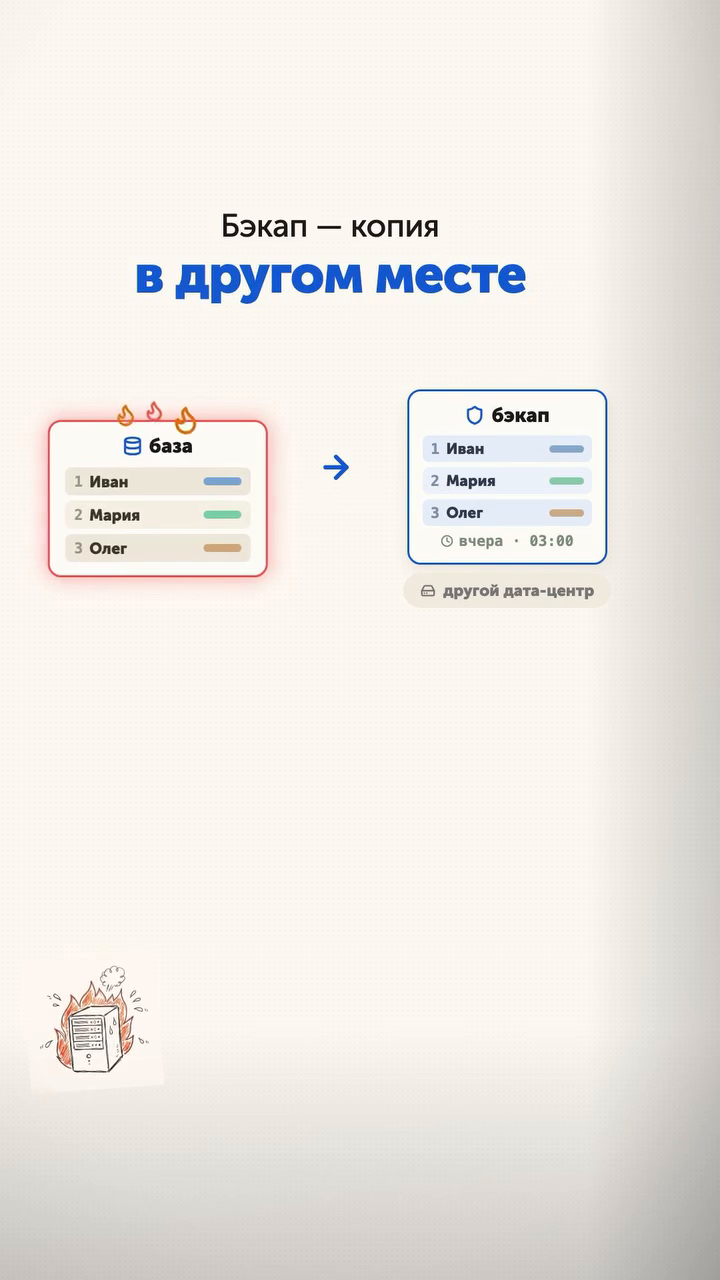 Бэкап — копия
в другом месте
база
1 Иван
2 Мария
3 Олег
бэкап
1 Иван
2 Мария
3 Олег
вчера · 03:00
другой дата-центр